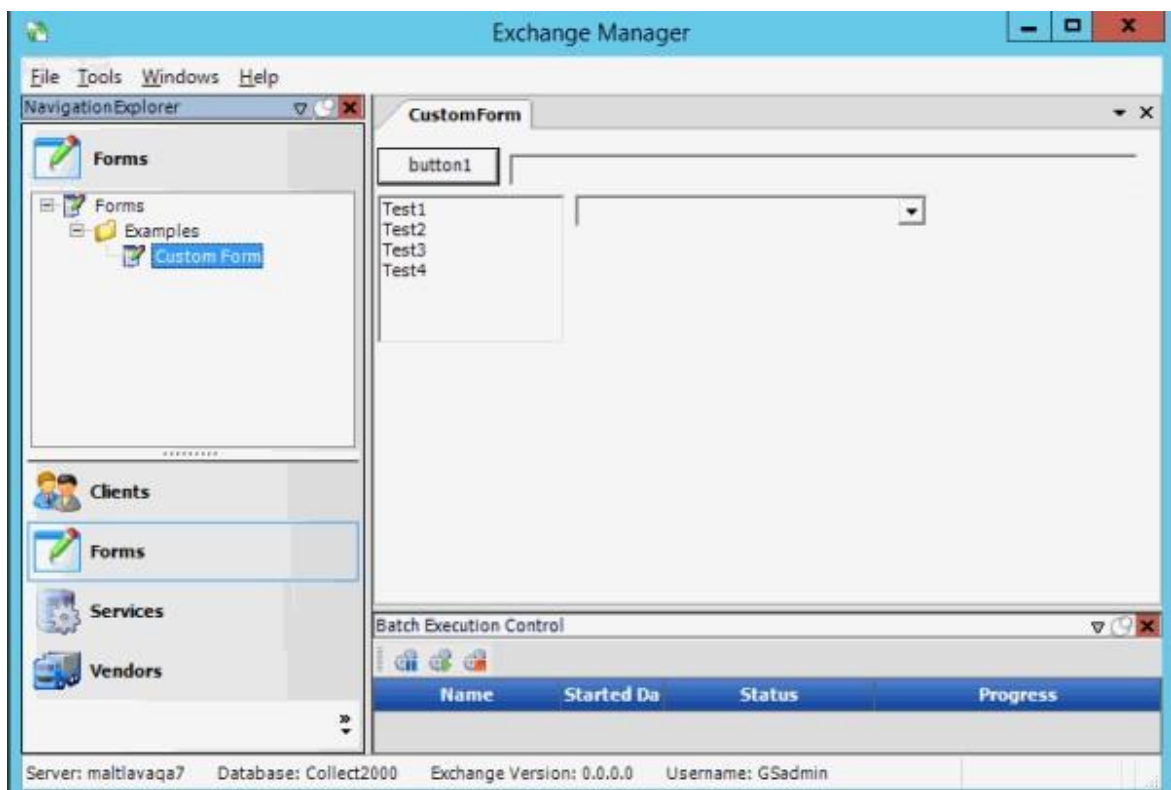 Exchange Manager
File Tools Windows Help
NavigationExplorer
Forms
Forms
Examples
Custom Form
Clients
Forms
Services
Vendors
CustomForm
button1
Test1
Test2
Test3
Test4
Batch Execution Control
Name Started Da Status Progress
Server: maltlavaqa7 Database: Collect2000 Exchange Version: 0.0.0.0 Username: GSadmin